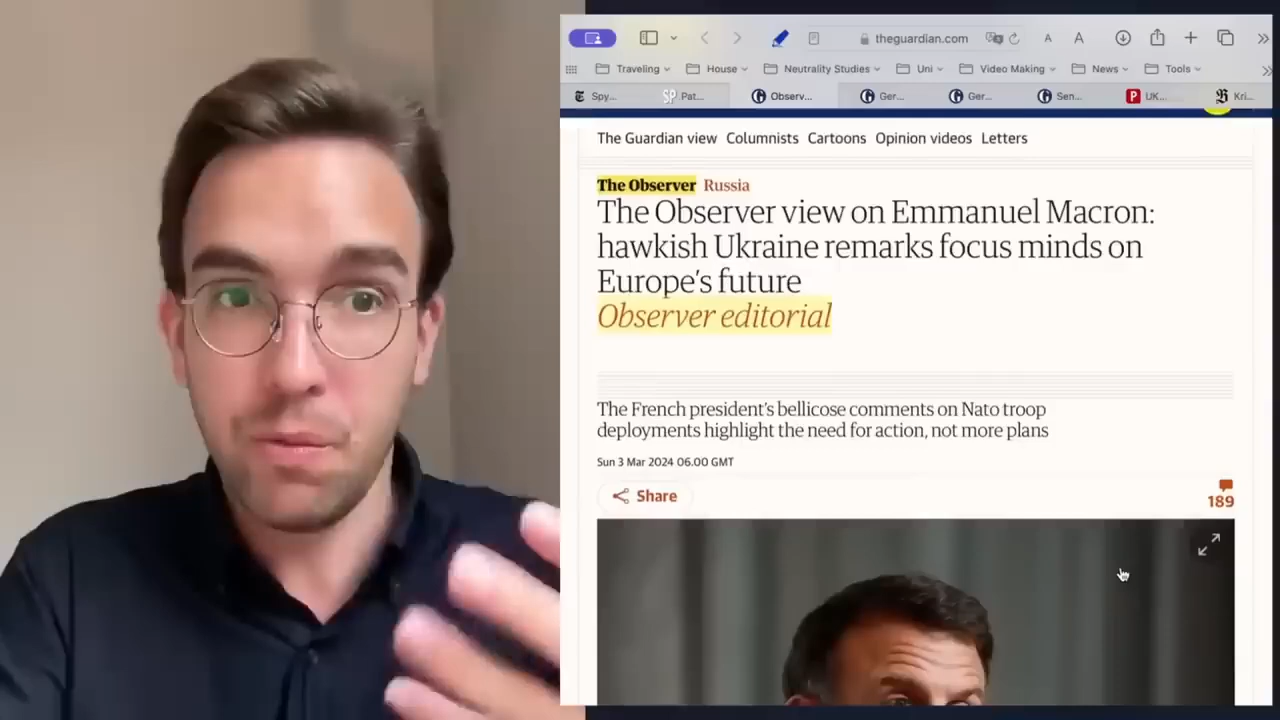 theguardian.com
A A
Traveling House Neutrality Studies Uni Video Making News Tools
Spy... SP Pat... Observ... Ger... Ger... Sen... P UK... Kri...
The Guardian view Columnists Cartoons Opinion videos Letters
The Observer Russia
The Observer view on Emmanuel Macron:
hawkish Ukraine remarks focus minds on
Europe's future
Observer editorial
The French president's bellicose comments on Nato troop
deployments highlight the need for action, not more plans
Sun 3 Mar 2024 06.00 GMT
Share
189